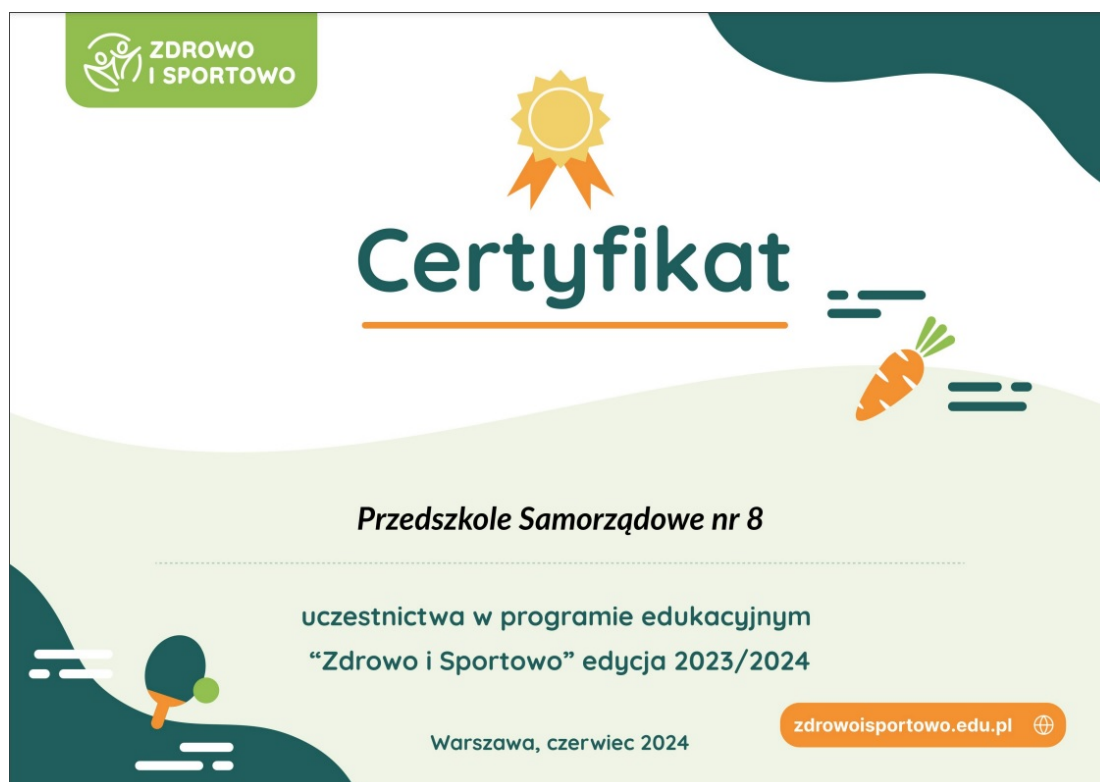 ZDROWO
I SPORTOWO
Certyfikat
Przedszkole Samorządowe nr 8
uczestnictwa w programie edukacyjnym
“Zdrowo i Sportowo” edycja 2023/2024
zdrowoisportowo.edu.pl
Warszawa, czerwiec 2024